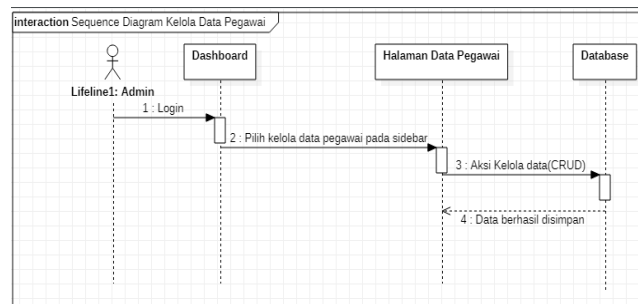 interaction Sequence Diagram Kelola Data Pegawai
Dashboard
Halaman Data Pegawai
Database
Lifeline1: Admin
1 : Login
2 : Pilih kelola data pegawai pada sidebar
3 : Aksi Kelola data(CRUD)
4 : Data berhasil disimpan